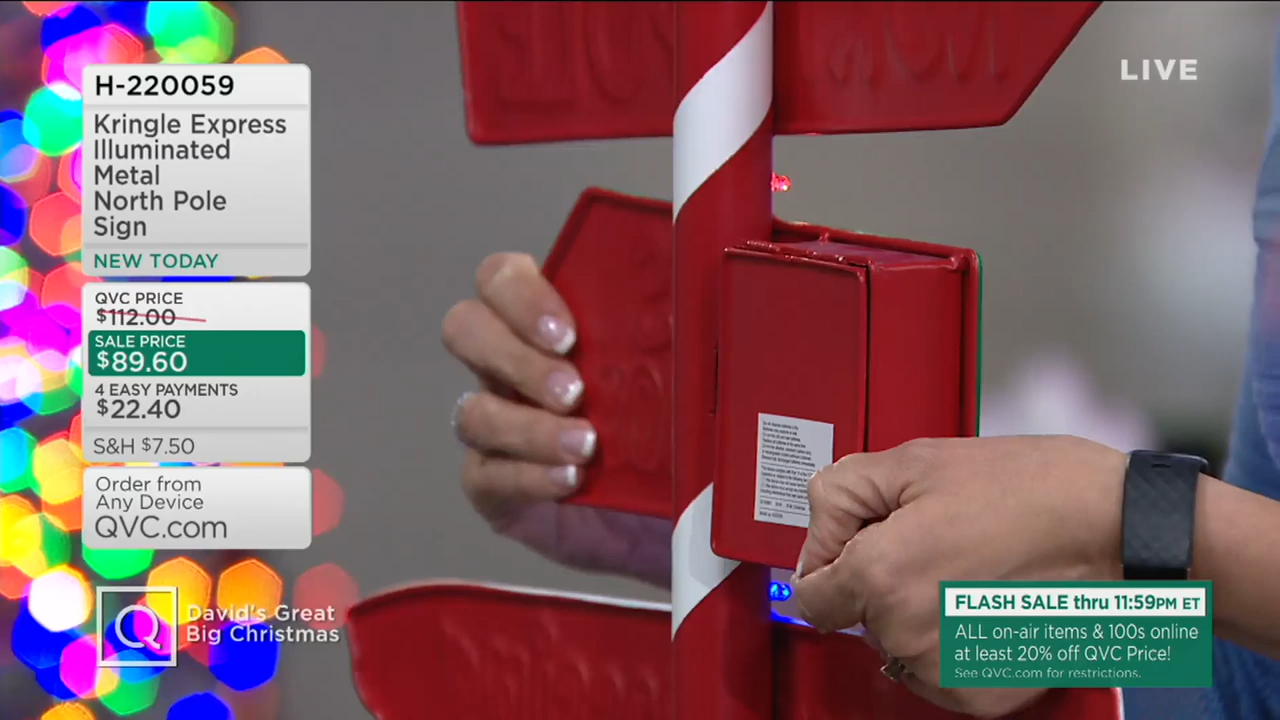 H-220059
Kringle Express
Illuminated
Metal
North Pole
Sign
NEW TODAY
QVC PRICE
$112.00
SALE PRICE
$89.60
4 EASY PAYMENTS
$22.40
S&H $7.50
Order from
Any Device
QVC.com
David's Great
Big Christmas
LIVE
FLASH SALE thru 11:59PM ET
ALL on-air items & 100s online
at least 20% off QVC Price!
See QVC.com for restrictions.